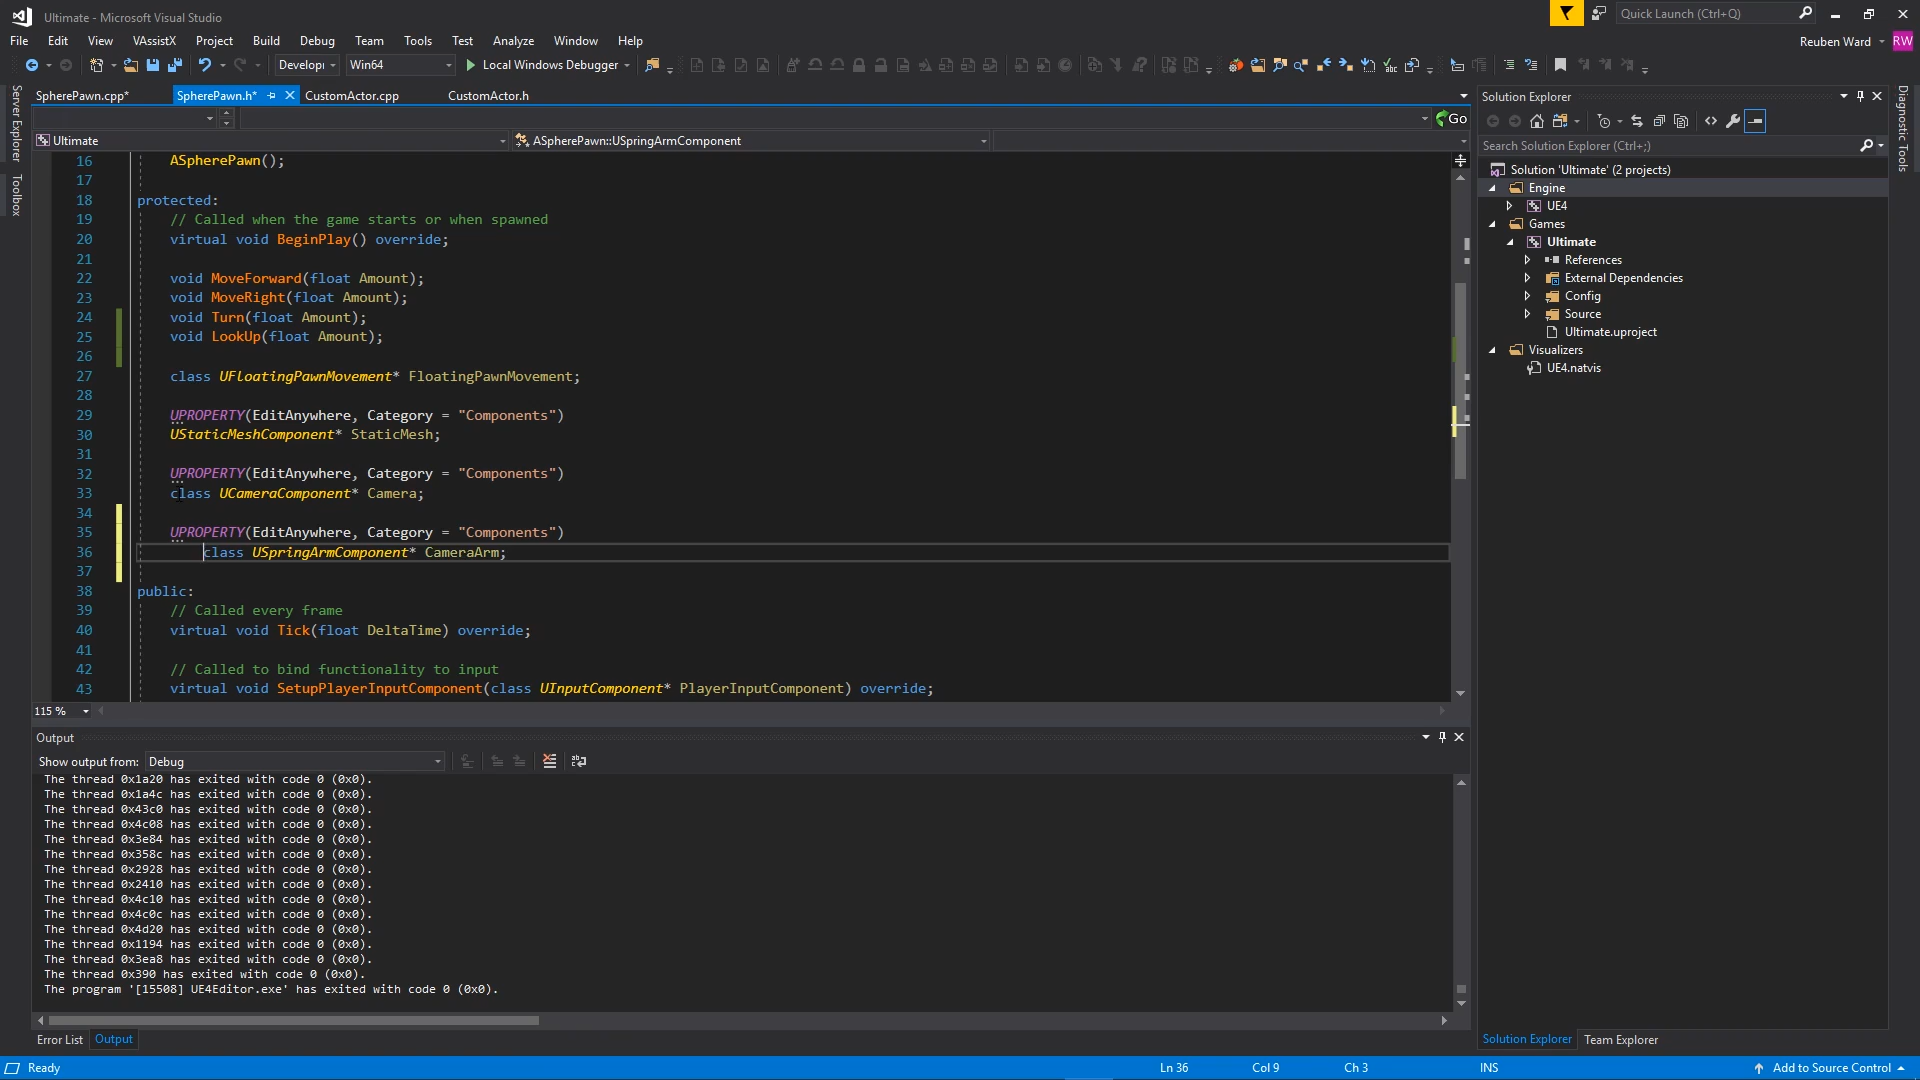 Ultimate - Microsoft Visual Studio
Quick Launch (Ctrl+Q)
File Edit View VAssistX Project Build Debug Team Tools Test Analyze Window Help
Reuben Ward RW
Developi Win64 Local Windows Debugger
SpherePawn.cpp* SpherePawn.h* CustomActor.cpp CustomActor.h
Go
Ultimate ASpherePawn::USpringArmComponent
Server Explorer
Toolbox
16 ASpherePawn();
17
18 protected:
19 // Called when the game starts or when spawned
20 virtual void BeginPlay() override;
21
22 void MoveForward(float Amount);
23 void MoveRight(float Amount);
24 void Turn(float Amount);
25 void LookUp(float Amount);
26
27 class UFloatingPawnMovement* FloatingPawnMovement;
28
29 UPROPERTY(EditAnywhere, Category = "Components")
30 UStaticMeshComponent* StaticMesh;
31
32 UPROPERTY(EditAnywhere, Category = "Components")
33 class UCameraComponent* Camera;
34
35 UPROPERTY(EditAnywhere, Category = "Components")
36 class USpringArmComponent* CameraArm;
37
38 public:
39 // Called every frame
40 virtual void Tick(float DeltaTime) override;
41
42 // Called to bind functionality to input
43 virtual void SetupPlayerInputComponent(class UInputComponent* PlayerInputComponent) override;
115 %
Output
Show output from: Debug
The thread 0x1a20 has exited with code 0 (0x0).
The thread 0x1a4c has exited with code 0 (0x0).
The thread 0x43c0 has exited with code 0 (0x0).
The thread 0x4c08 has exited with code 0 (0x0).
The thread 0x3e84 has exited with code 0 (0x0).
The thread 0x358c has exited with code 0 (0x0).
The thread 0x2928 has exited with code 0 (0x0).
The thread 0x2410 has exited with code 0 (0x0).
The thread 0x4c10 has exited with code 0 (0x0).
The thread 0x4c0c has exited with code 0 (0x0).
The thread 0x4d20 has exited with code 0 (0x0).
The thread 0x1194 has exited with code 0 (0x0).
The thread 0x3ea8 has exited with code 0 (0x0).
The thread 0x390 has exited with code 0 (0x0).
The program '[15508] UE4Editor.exe' has exited with code 0 (0x0).
Error List Output
Solution Explorer
Search Solution Explorer (Ctrl+;)
Solution 'Ultimate' (2 projects)
Engine
UE4
Games
Ultimate
References
External Dependencies
Config
Source
Ultimate.uproject
Visualizers
UE4.natvis
Solution Explorer Team Explorer
Diagnostic Tools
Ready Ln 36 Col 9 Ch 3 INS Add to Source Control